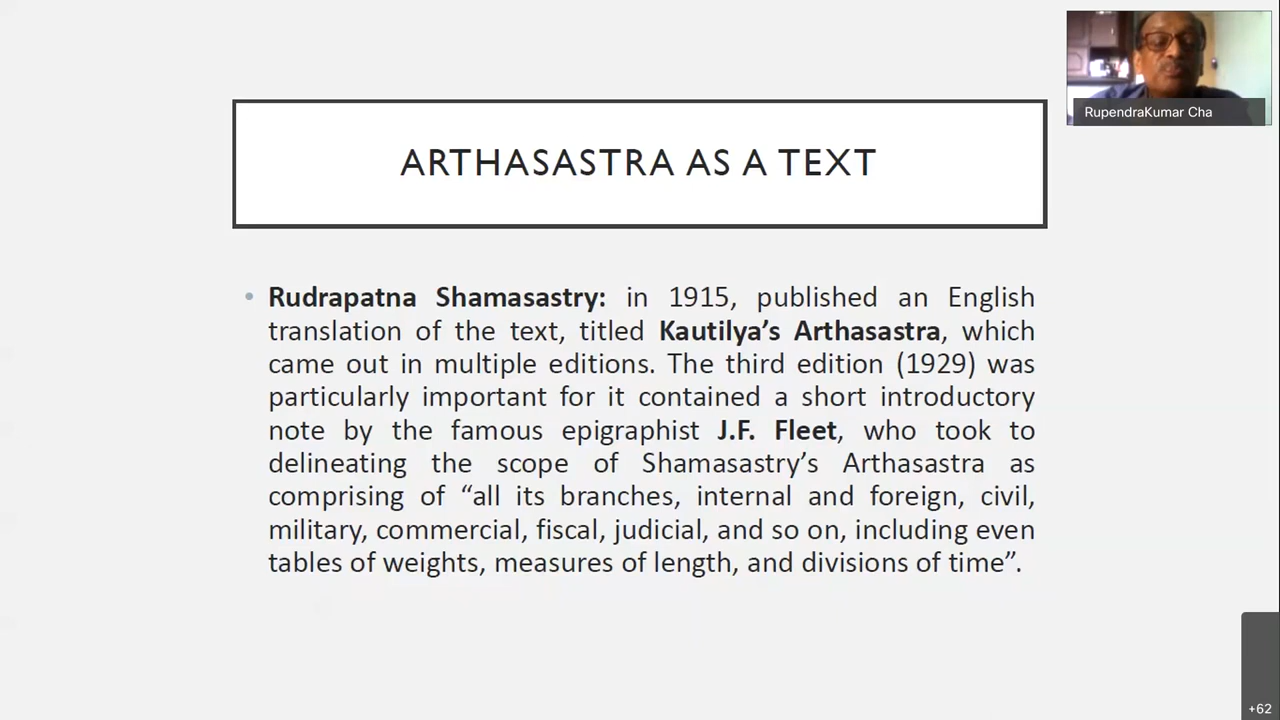 RupendraKumar Cha
ARTHASASTRA AS A TEXT
• Rudrapatna Shamasastry: in 1915, published an English
translation of the text, titled Kautilya’s Arthasastra, which
came out in multiple editions. The third edition (1929) was
particularly important for it contained a short introductory
note by the famous epigraphist J.F. Fleet, who took to
delineating the scope of Shamasastry’s Arthasastra as
comprising of “all its branches, internal and foreign, civil,
military, commercial, fiscal, judicial, and so on, including even
tables of weights, measures of length, and divisions of time”.
+62